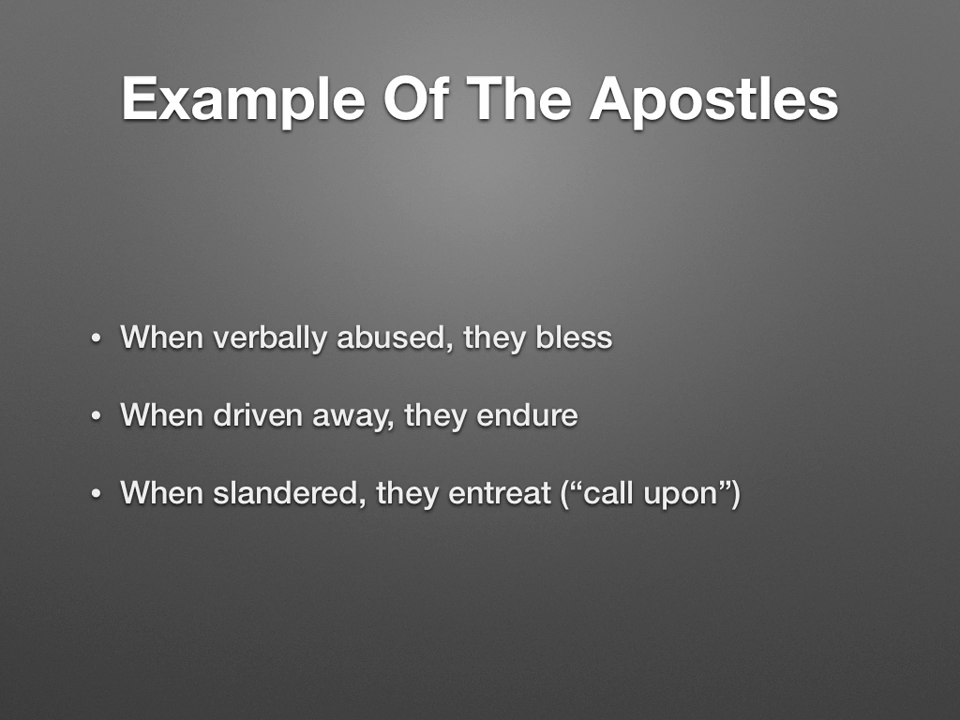 Example Of The Apostles
• When verbally abused, they bless
• When driven away, they endure
• When slandered, they entreat (“call upon”)